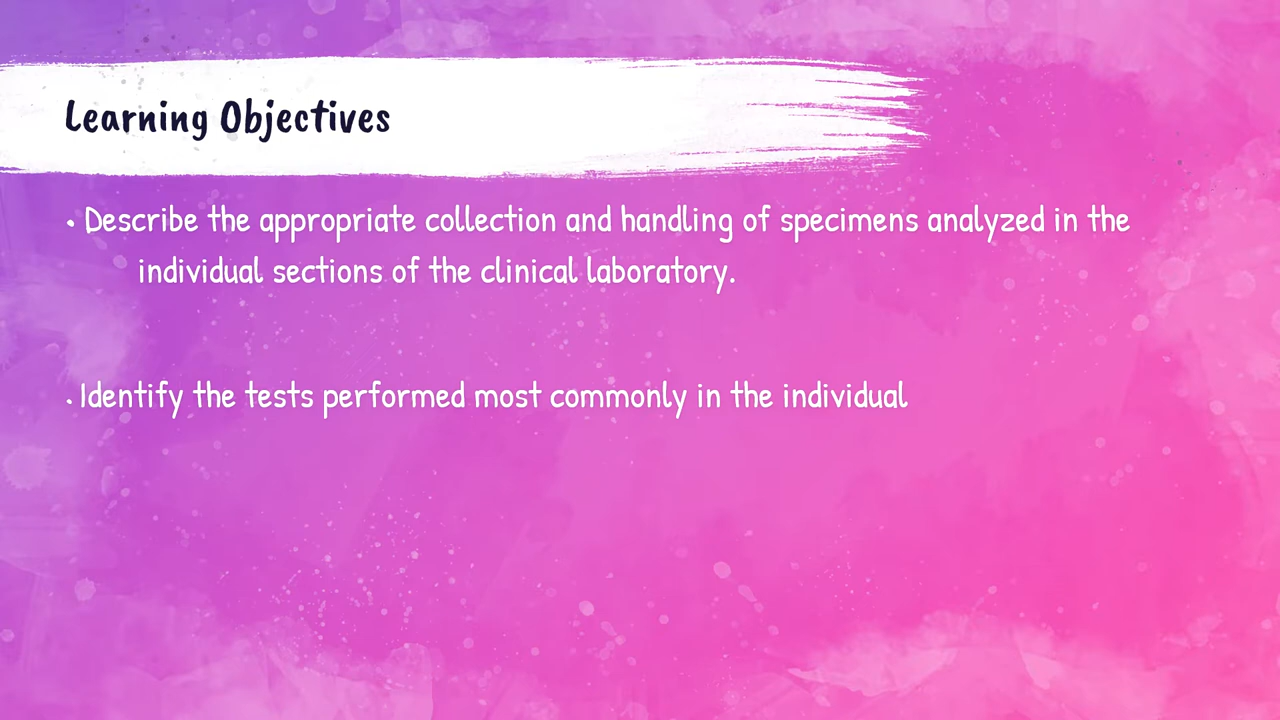 Learning Objectives
• Describe the appropriate collection and handling of specimens analyzed in the
individual sections of the clinical laboratory.
• Identify the tests performed most commonly in the individual